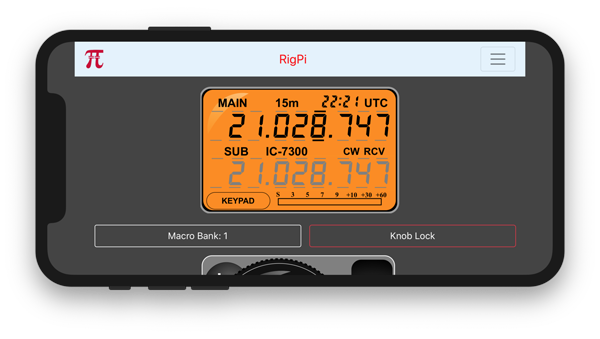 π RigPi
MAIN 15m 22:21 UTC
21.028.747
SUB IC-7300 CW RCV
21.028.747
KEYPAD S 3 5 7 9 +10 +30 +60
Macro Bank: 1 Knob Lock